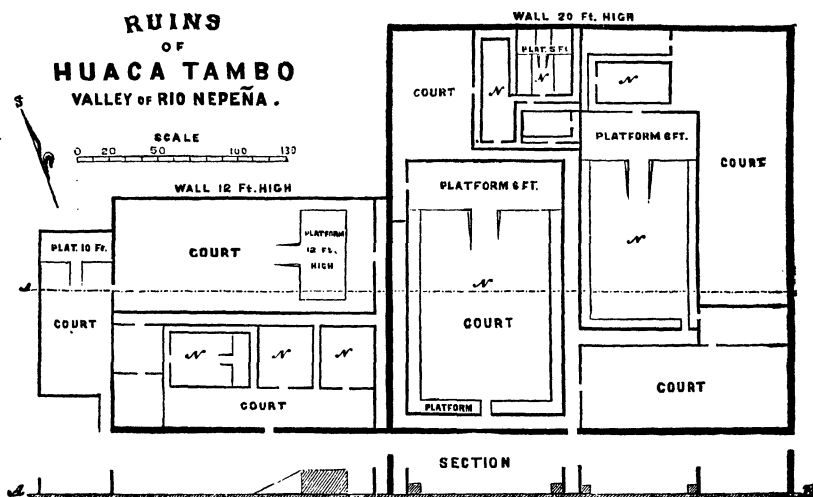 RUINS
OF
HUACA TAMBO
VALLEY OF RIO NEPEÑA.
SCALE
0 20 50 100 130
WALL 20 Ft. HIGH
PLAT. 5 Ft.
COURT
N
N
N
PLATFORM 6 FT.
COURT
WALL 12 Ft. HIGH
PLATFORM 6 FT.
PLAT. 10 Ft.
COURT
PLATFORM
12 FT.
HIGH
N
N
A
COURT
COURT
N
N
N
COURT
COURT
PLATFORM
SECTION
A